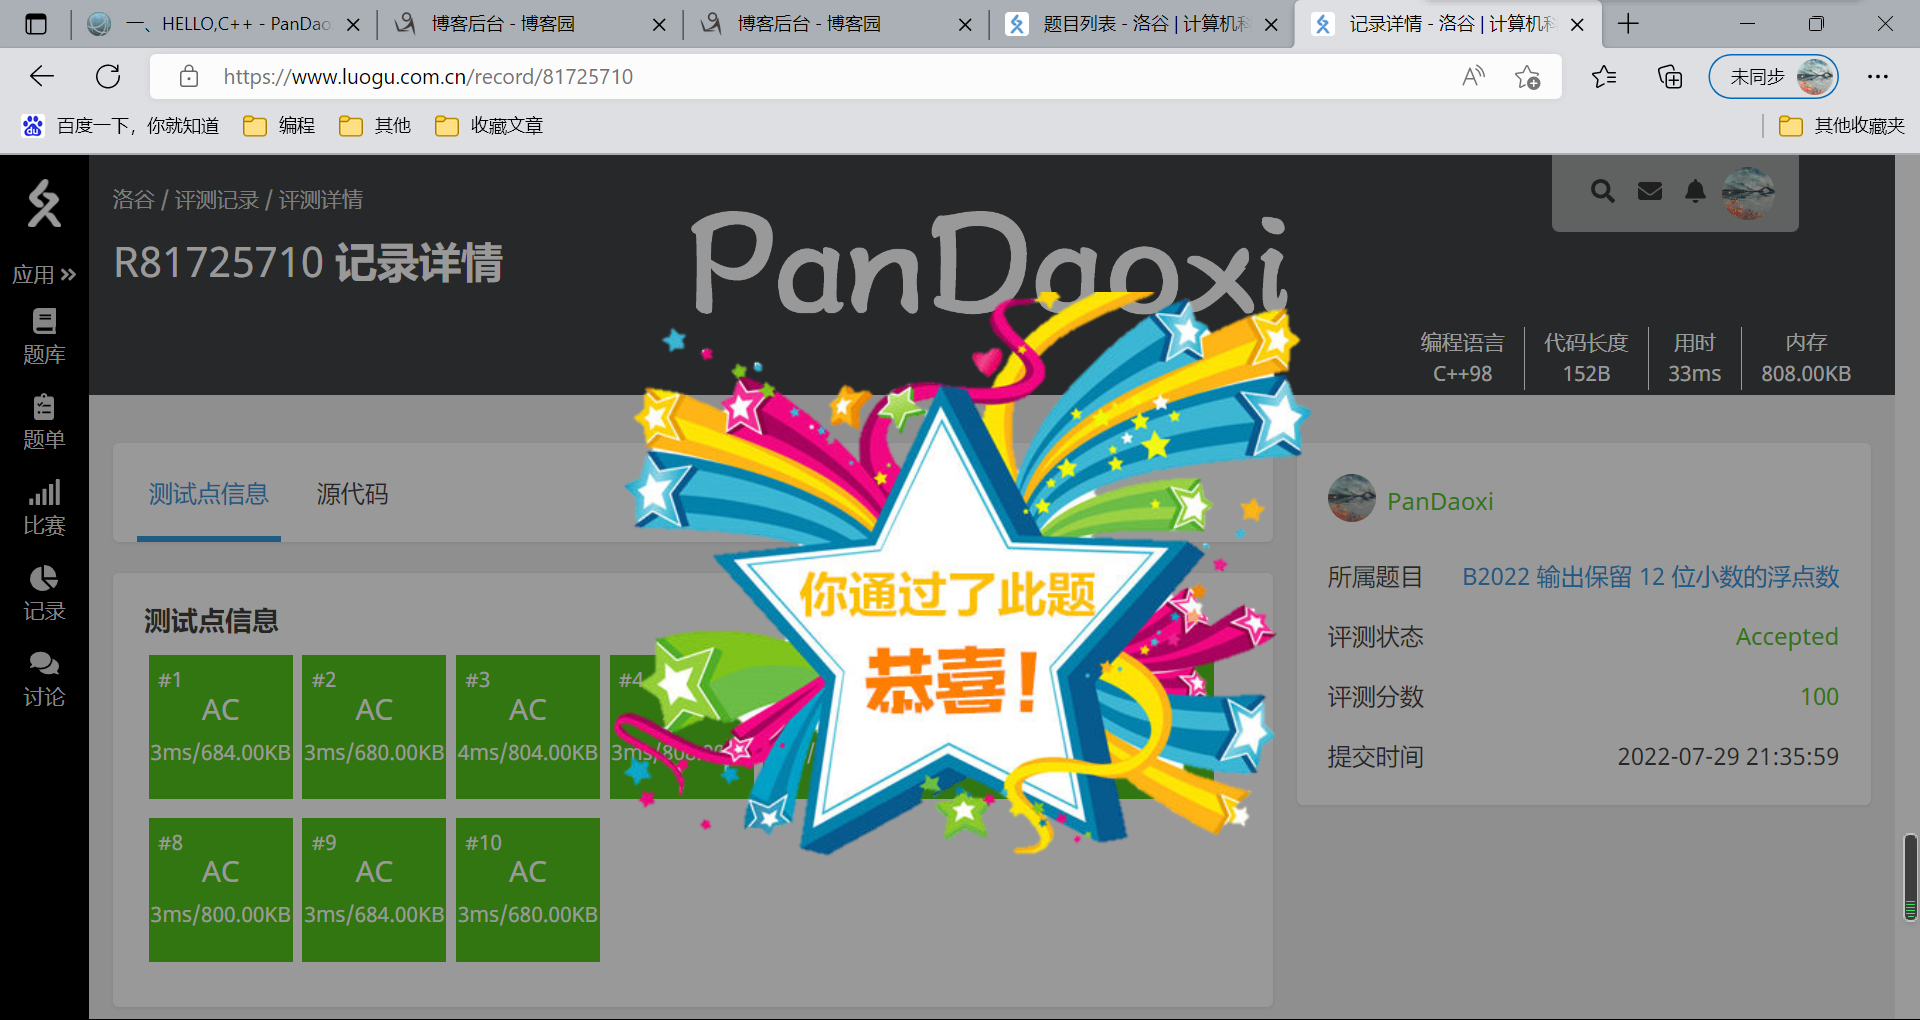 一、HELLO,C++ - PanDao
博客后台 - 博客园
博客后台 - 博客园
题目列表 - 洛谷 | 计算机科
记录详情 - 洛谷 | 计算机科
https://www.luogu.com.cn/record/81725710
未同步
百度一下，你就知道
编程
其他
收藏文章
其他收藏夹
洛谷 / 评测记录 / 评测详情
R81725710 记录详情
PanDaoxi
应用
题库
题单
比赛
记录
讨论
编程语言 代码长度 用时 内存
C++98 152B 33ms 808.00KB
测试点信息 源代码
你通过了此题
恭喜！
PanDaoxi
所属题目 B2022 输出保留 12 位小数的浮点数
评测状态 Accepted
评测分数 100
提交时间 2022-07-29 21:35:59
测试点信息
#1 #2 #3 #4
AC AC AC
3ms/684.00KB 3ms/680.00KB 4ms/804.00KB
#8 #9 #10
AC AC AC
3ms/800.00KB 3ms/684.00KB 3ms/680.00KB